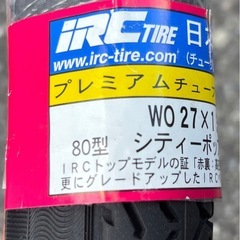 IRC TIRE 日
www.irc-tire.com (チュー
プレミアムチュー
WO 27×1
80型 シティーポッ
IRCトップモデルの証「赤裏:
更にグレードアップしたIRC